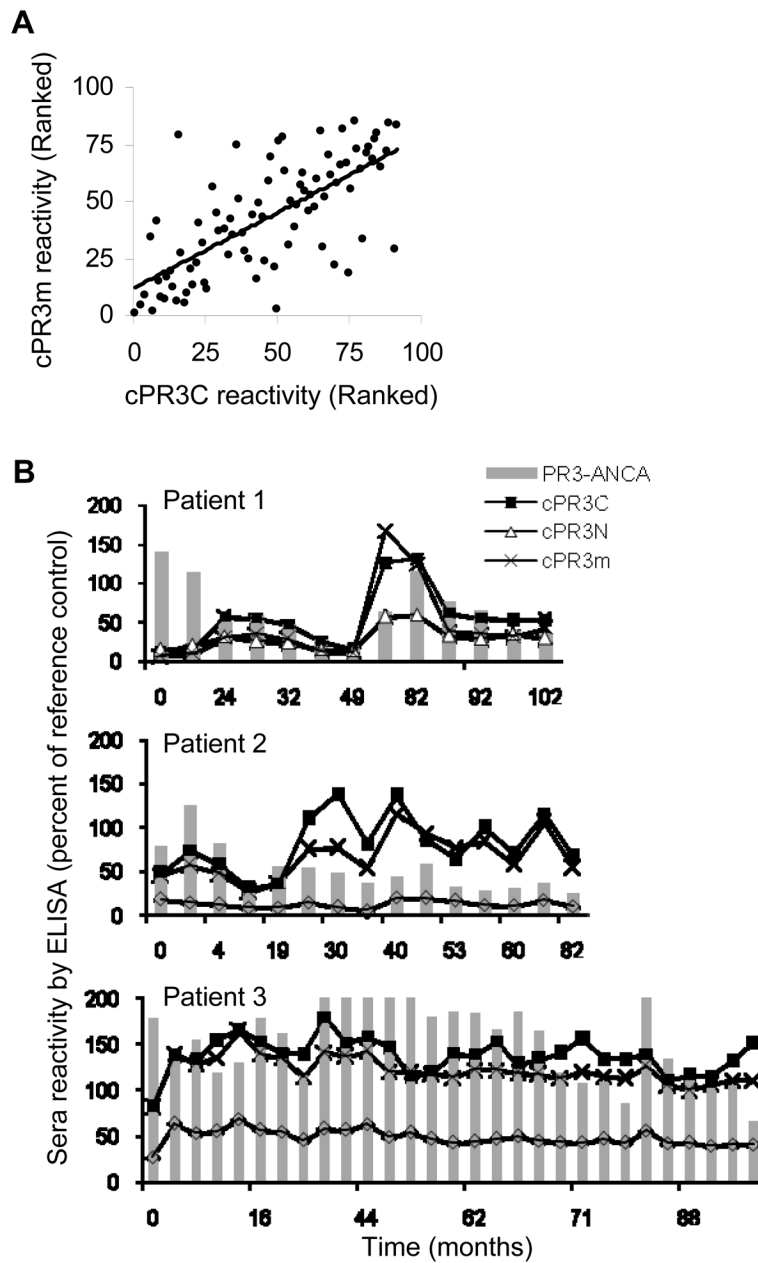 A
cPR3m reactivity (Ranked)
100
75
50
25
0
0 25 50 75 100
cPR3C reactivity (Ranked)
B
PR3-ANCA
cPR3C
cPR3N
cPR3m
Sera reactivity by ELISA (percent of reference control)
Patient 1
200
150
100
50
0
0 24 32 49 82 92 102
Patient 2
200
150
100
50
0
0 4 19 30 40 53 60 82
Patient 3
200
150
100
50
0
0 16 44 62 71 88
Time (months)